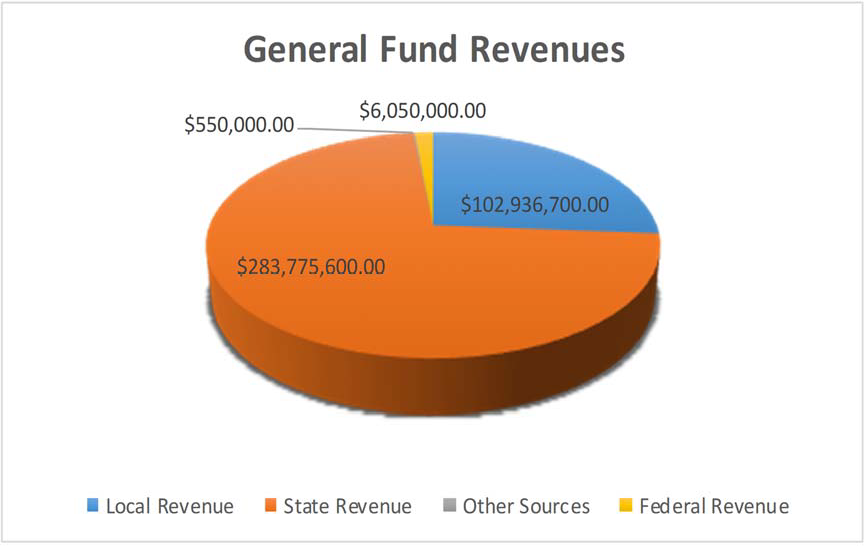 General Fund Revenues
$6,050,000.00
$550,000.00
$102,936,700.00
$283,775,600.00
Local Revenue State Revenue Other Sources Federal Revenue